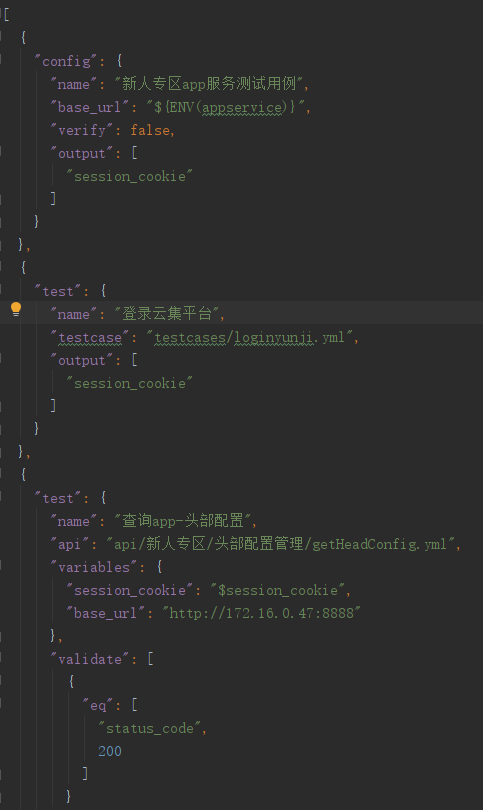 [
  {
    "config": {
      "name": "新人专区app服务测试用例",
      "base_url": "${ENV(appservice)}",
      "verify": false,
      "output": [
        "session_cookie"
      ]
    }
  },
  {
    "test": {
      "name": "登录云集平台",
      "testcase": "testcases/loginyunji.yml",
      "output": [
        "session_cookie"
      ]
    }
  },
  {
    "test": {
      "name": "查询app-头部配置",
      "api": "api/新人专区/头部配置管理/getHeadConfig.yml",
      "variables": {
        "session_cookie": "$session_cookie",
        "base_url": "http://172.16.0.47:8888"
      },
      "validate": [
        {
          "eq": [
            "status_code",
            200
          ]
        }